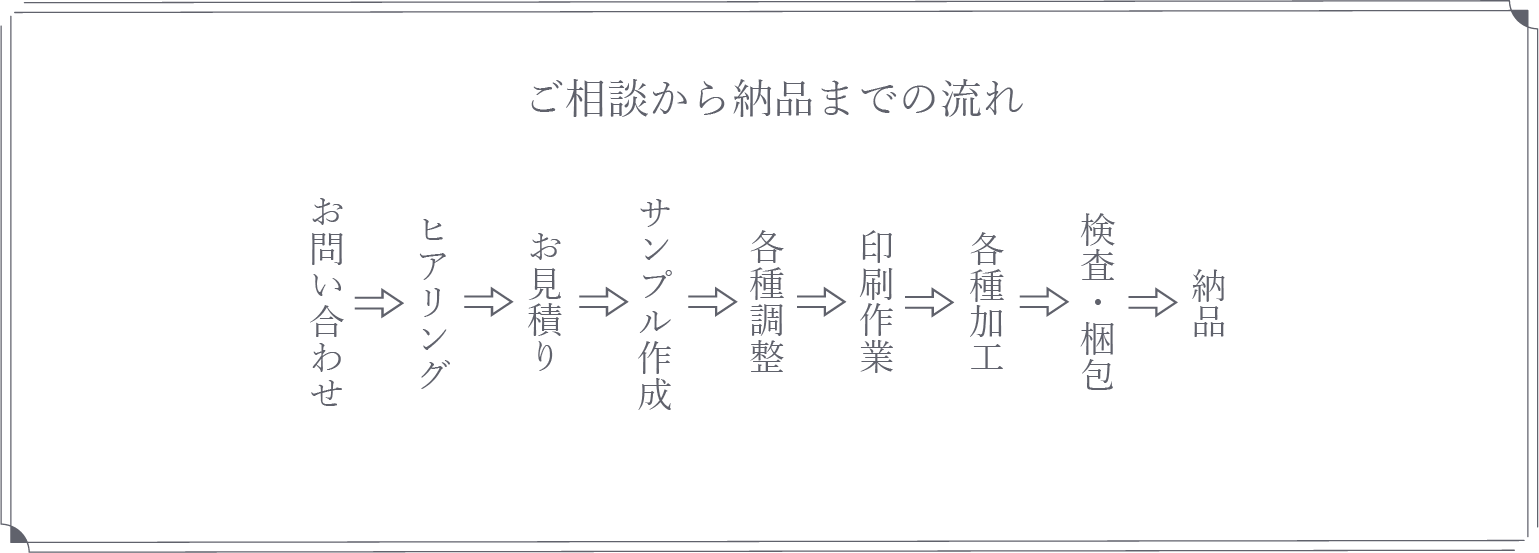 ご相談から納品までの流れ
お問い合わせ
ヒアリング
お見積り
サンプル作成
各種調整
印刷作業
各種加工
検査・梱包
納品